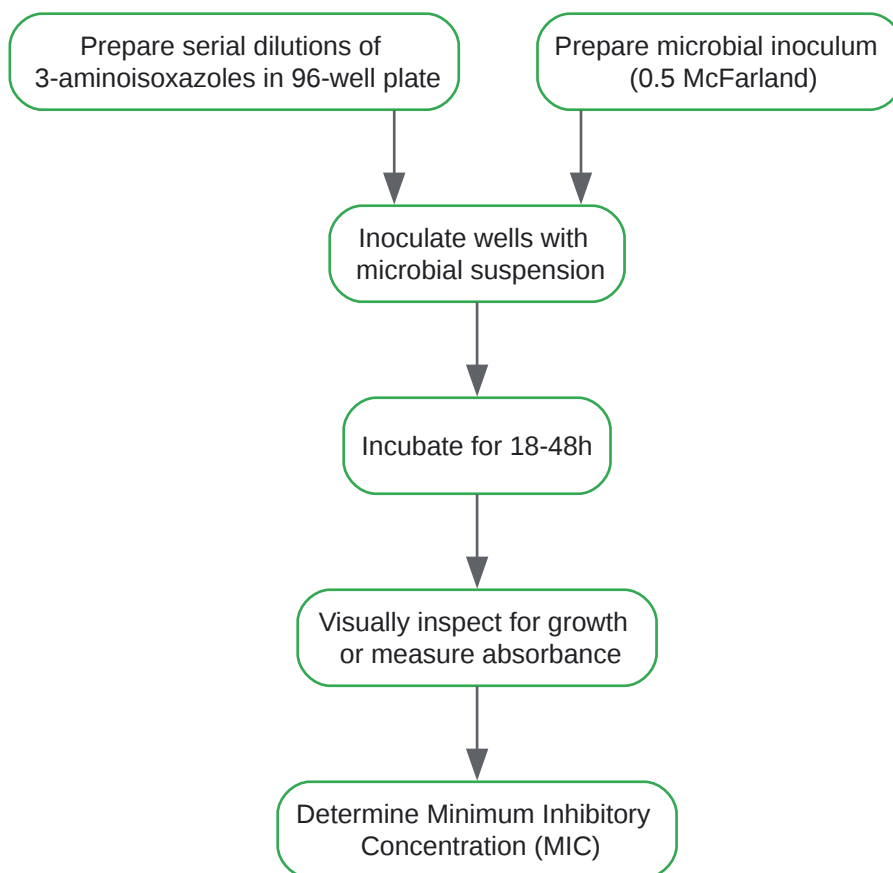 Prepare serial dilutions of
3-aminoisoxazoles in 96-well plate
Prepare microbial inoculum
(0.5 McFarland)
Inoculate wells with
microbial suspension
Incubate for 18-48h
Visually inspect for growth
or measure absorbance
Determine Minimum Inhibitory
Concentration (MIC)